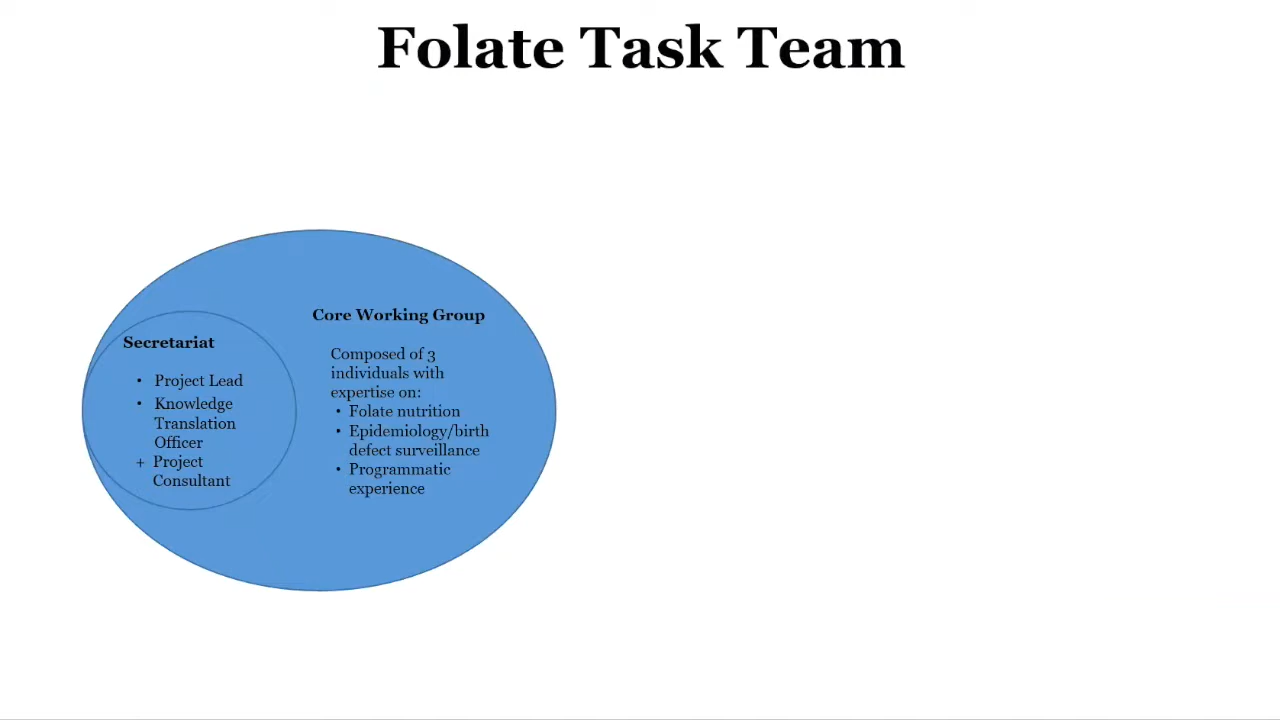 Folate Task Team
Secretariat
• Project Lead
• Knowledge
Translation
Officer
+ Project
Consultant
Core Working Group
Composed of 3
individuals with
expertise on:
• Folate nutrition
• Epidemiology/birth
defect surveillance
• Programmatic
experience